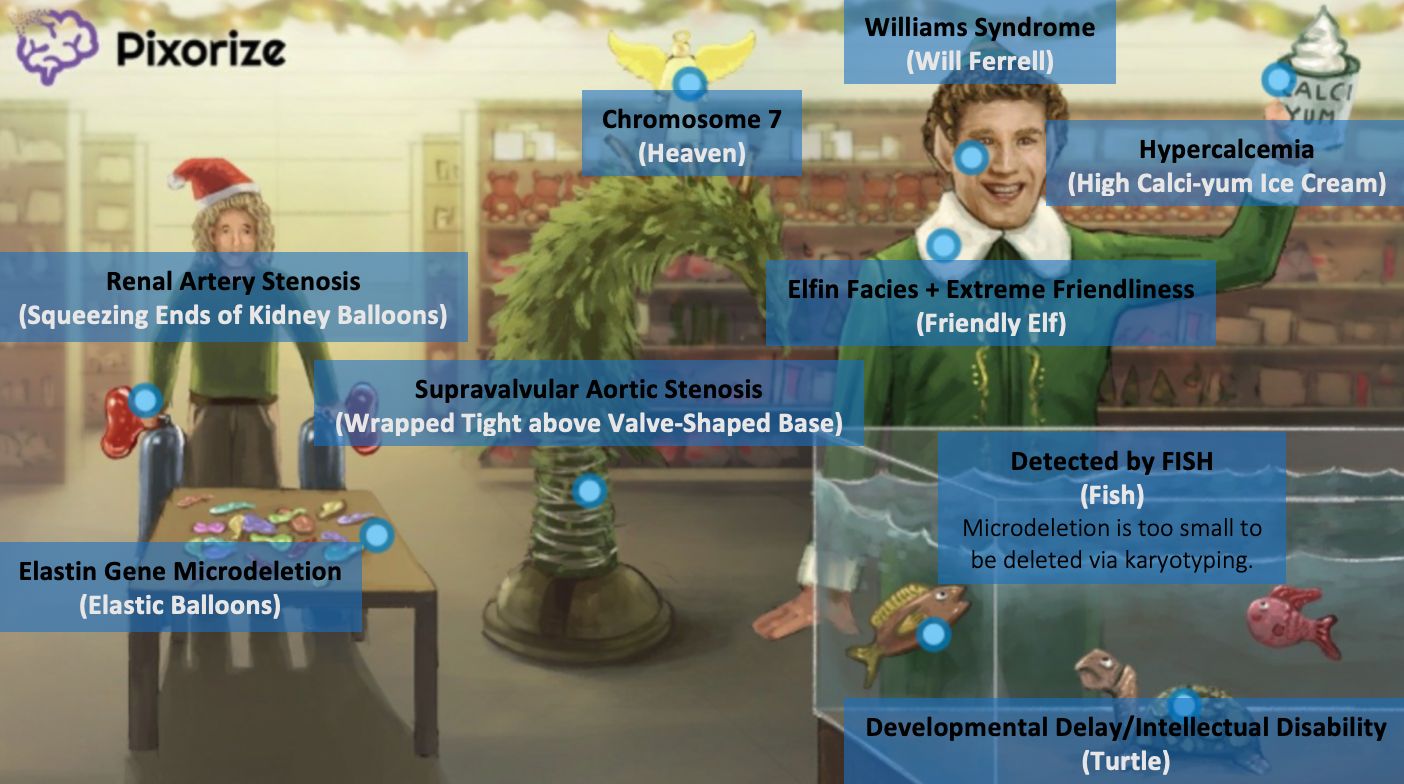 Pixorize
Williams Syndrome
(Will Ferrell)
CALCI
YUM
Chromosome 7
(Heaven)
Hypercalcemia
(High Calci-yum Ice Cream)
Renal Artery Stenosis
(Squeezing Ends of Kidney Balloons)
Elfin Facies + Extreme Friendliness
(Friendly Elf)
Supravalvular Aortic Stenosis
(Wrapped Tight above Valve-Shaped Base)
Detected by FISH
(Fish)
Microdeletion is too small to
be deleted via karyotyping.
Elastin Gene Microdeletion
(Elastic Balloons)
Developmental Delay/Intellectual Disability
(Turtle)